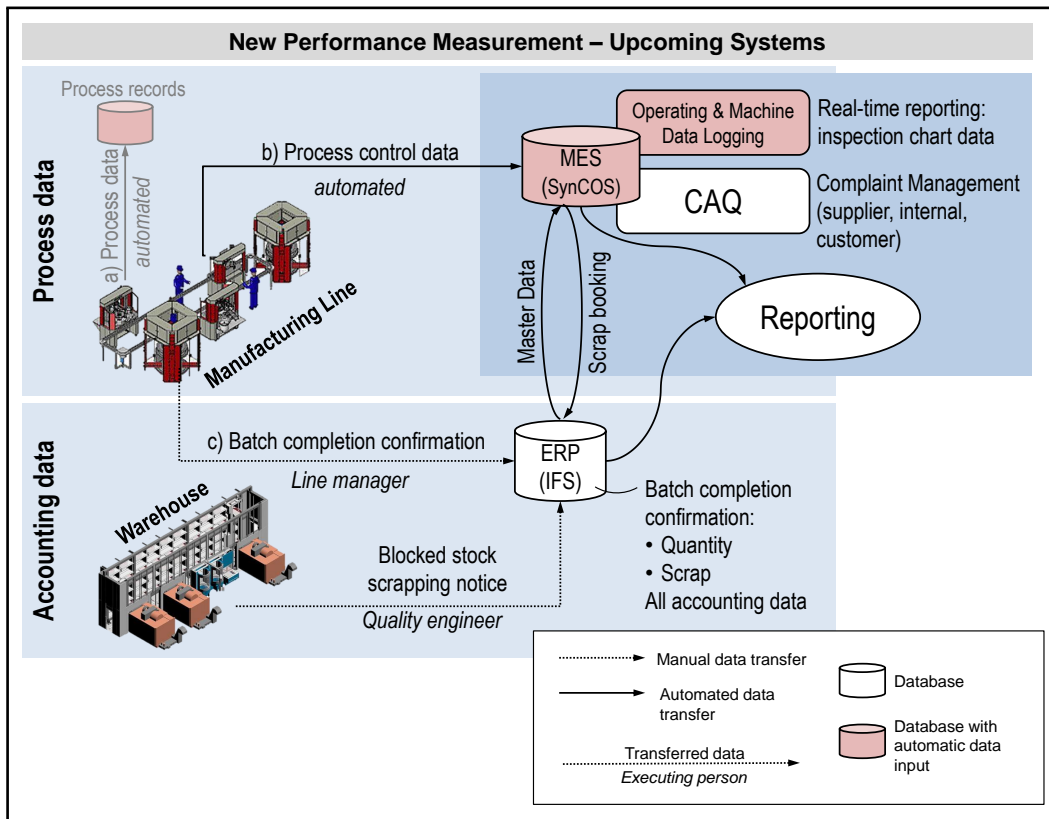 New Performance Measurement – Upcoming Systems
Process data
Process records
a) Process data
automated
b) Process control data
automated
Manufacturing Line
MES
(SynCOS)
Operating & Machine
Data Logging
Real-time reporting:
inspection chart data
CAQ
Complaint Management
(supplier, internal,
customer)
Reporting
Master Data
Scrap booking
Accounting data
c) Batch completion confirmation
Line manager
ERP
(IFS)
Warehouse
Blocked stock
scrapping notice
Quality engineer
Batch completion
confirmation:
• Quantity
• Scrap
All accounting data
Manual data transfer
Automated data
transfer
Transferred data
Executing person
Database
Database with
automatic data
input